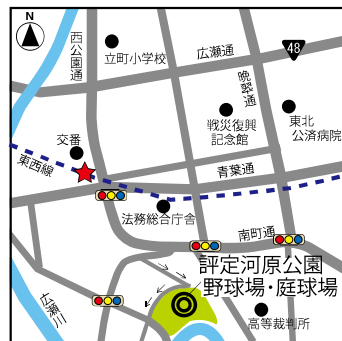 N
西公園通
立町小学校
広瀬通
48
晩翠通
戦災復興
記念館
東北
公済病院
交番
東西線
青葉通
法務総合庁舎
南町通
評定河原公園
野球場・庭球場
広瀬川
高等裁判所